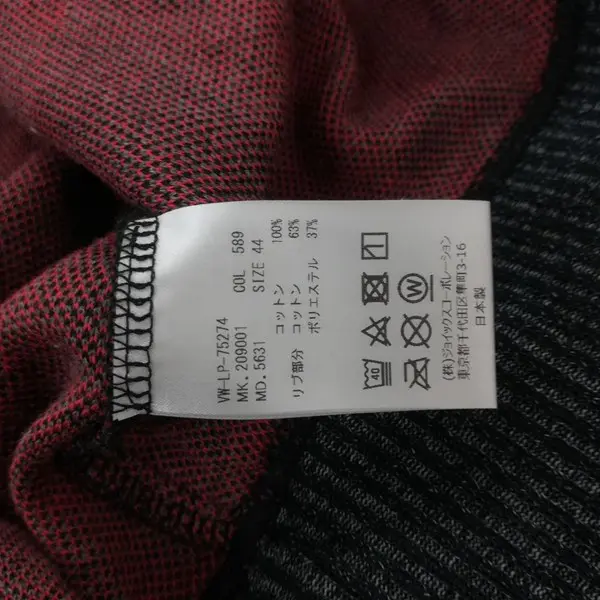 VW-LP-75274 COL 589
MK.209001 SIZE 44
MD.5631
コットン 100%
リブ部分 コットン 63%
ポリエステル 37%
40
W
(株)ジョイックスコーポレーション
東京都千代田区隼町3-16
日本製